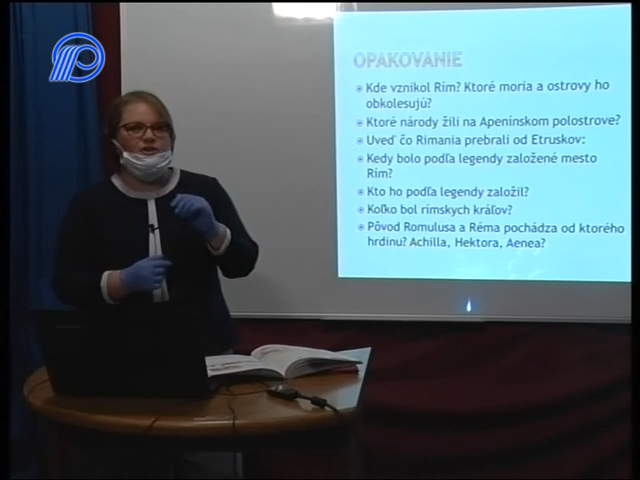 OPAKOVANIE
Kde vznikol Rím? Ktoré moria a ostrovy ho
obkolesujú?
Ktoré národy žili na Apeninskom polostrove?
Uveď čo Rimania prebrali od Etruskov:
Kedy bolo podľa legendy založené mesto
Rím?
Kto ho podľa legendy založil?
Koľko bol rímskych kráľov?
Pôvod Romulusa a Réma pochádza od ktorého
hrdinu? Achilla, Hektora, Aenea?